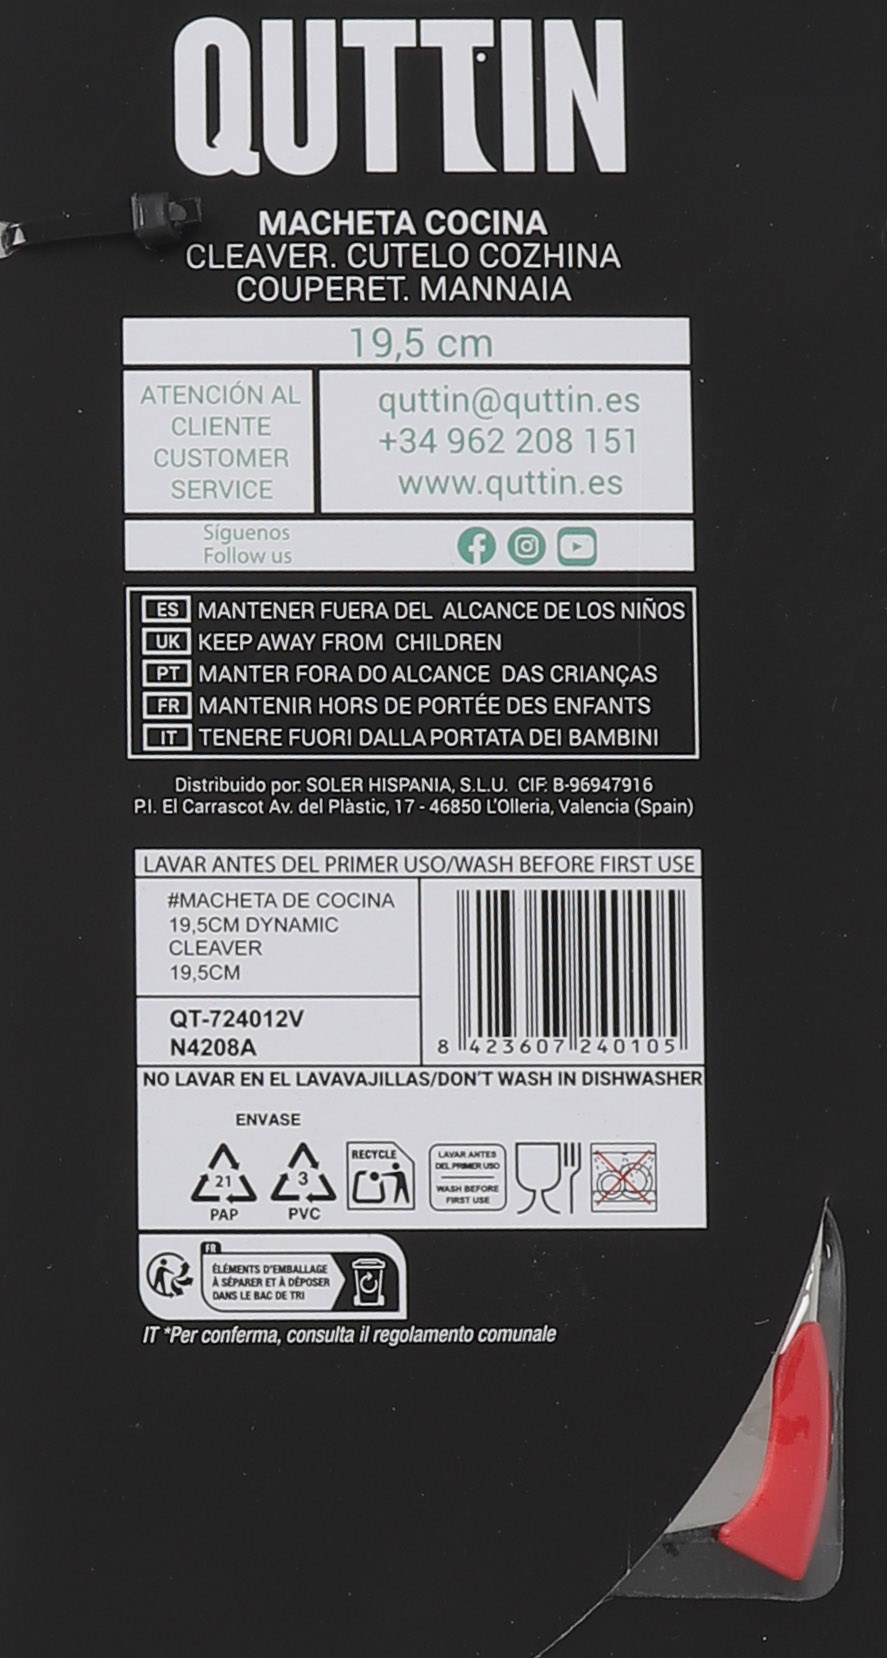 QUTTIN
MACHETA COCINA
CLEAVER. CUTELO COZHINA
COUPERET. MANNAIA
19,5 cm
ATENCIÓN AL
CLIENTE
CUSTOMER
SERVICE
quttin@quttin.es
+34 962 208 151
www.quttin.es
Síguenos
Follow us
ES MANTENER FUERA DEL ALCANCE DE LOS NIÑOS
UK KEEP AWAY FROM CHILDREN
PT MANTER FORA DO ALCANCE DAS CRIANÇAS
FR MANTENIR HORS DE PORTÉE DES ENFANTS
IT TENERE FUORI DALLA PORTATA DEI BAMBINI
Distribuido por: SOLER HISPANIA, S.L.U. CIF: B-96947916
P.I. El Carrascot Av. del Plàstic, 17 - 46850 L'Olleria, Valencia (Spain)
LAVAR ANTES DEL PRIMER USO/WASH BEFORE FIRST USE
#MACHETA DE COCINA
19,5CM DYNAMIC
CLEAVER
19,5CM
QT-724012V
N4208A
8 423607 240105
NO LAVAR EN EL LAVAVAJILLAS/DON'T WASH IN DISHWASHER
ENVASE
21
PAP
3
PVC
RECYCLE
LAVAR ANTES
DEL PRIMER USO
WASH BEFORE
FIRST USE
FR
ÉLÉMENTS D'EMBALLAGE
À SÉPARER ET À DÉPOSER
DANS LE BAC DE TRI
IT *Per conferma, consulta il regolamento comunale